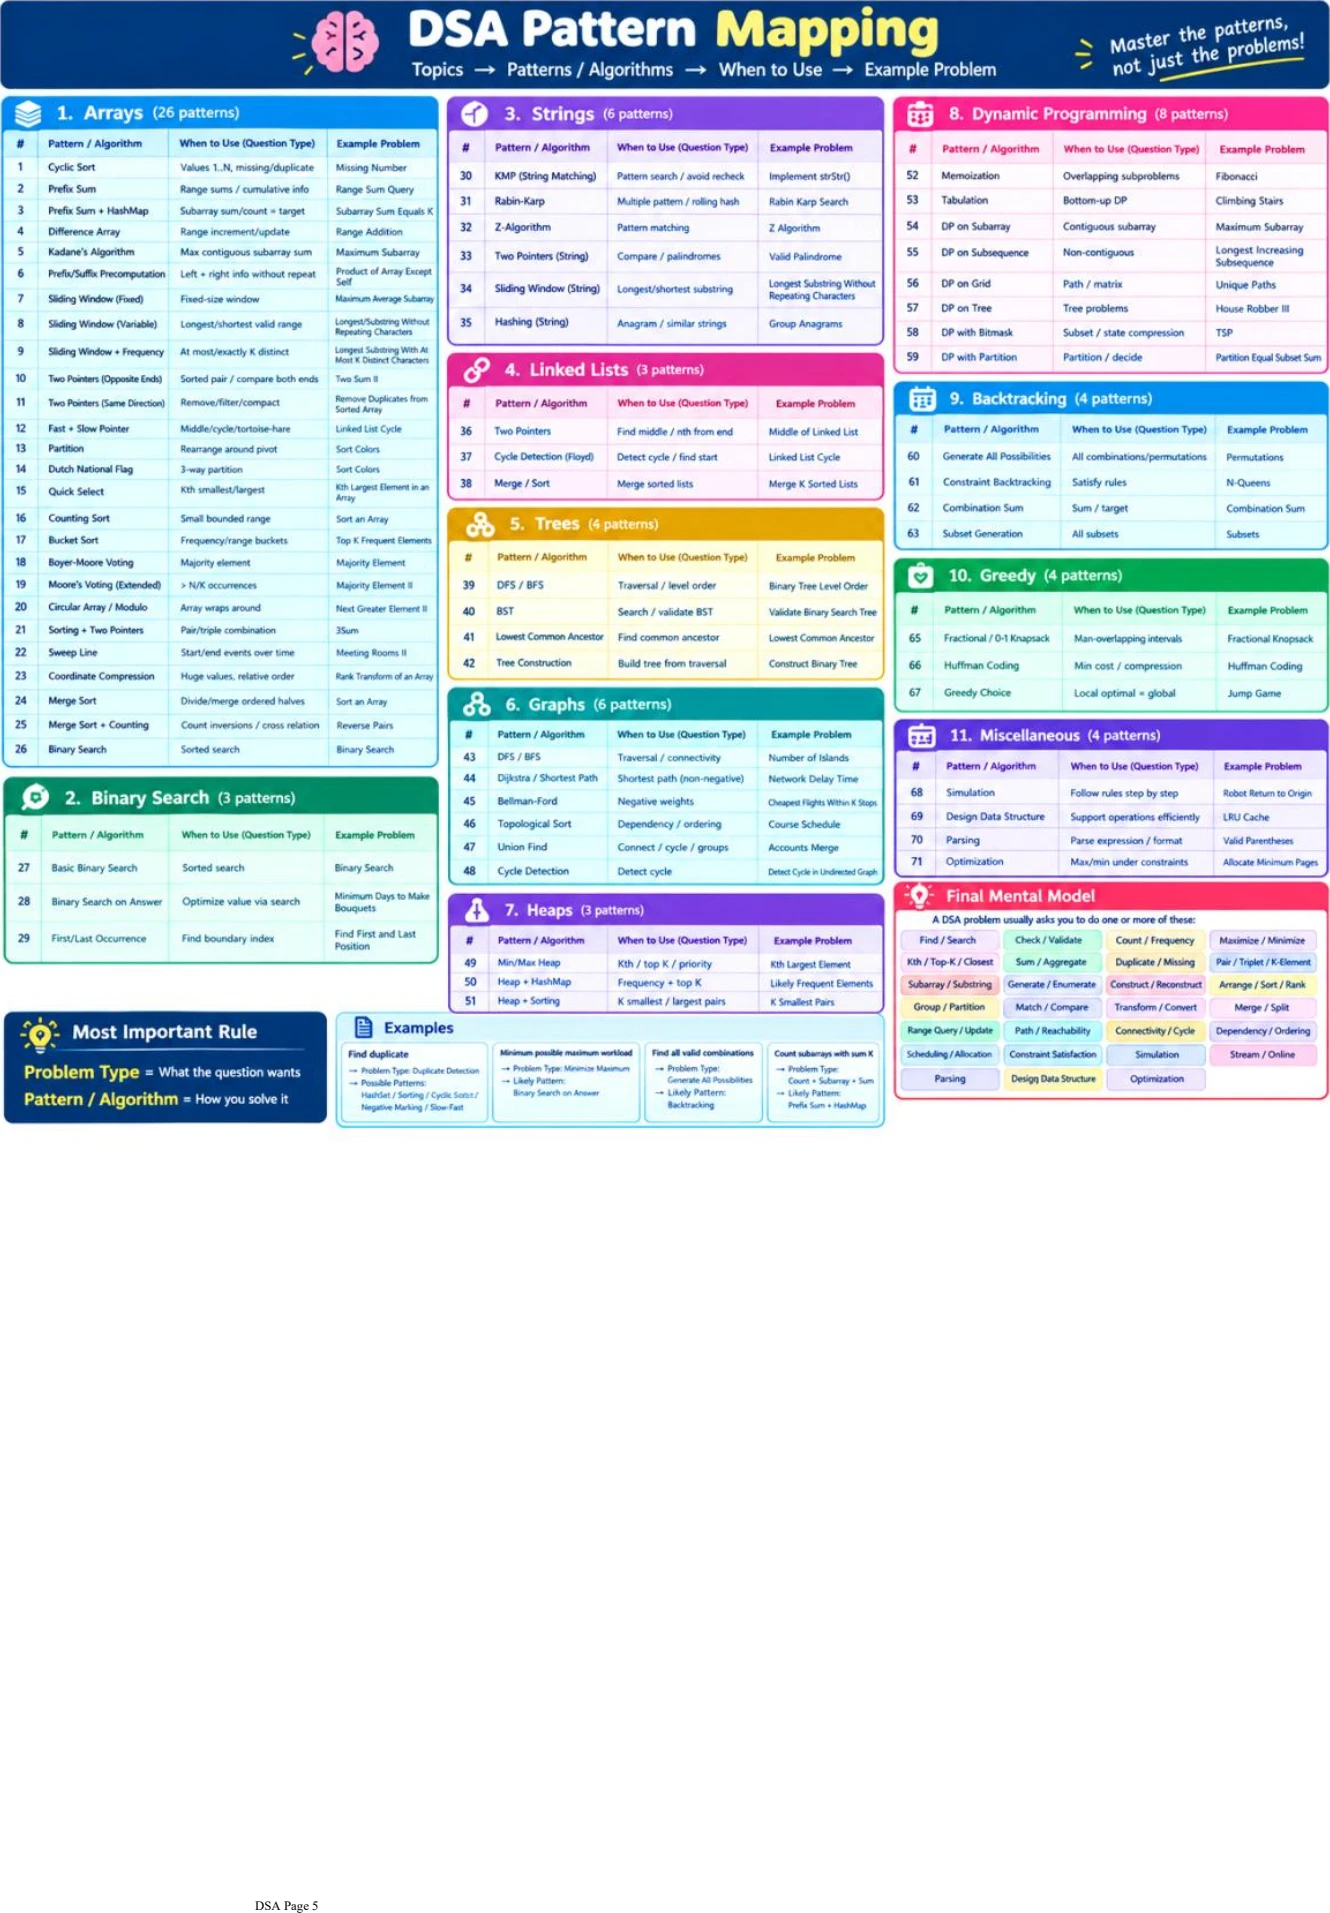 DSA Pattern Mapping
Topics → Patterns / Algorithms → When to Use → Example Problem
Master the patterns,
not just the problems!
1. Arrays (26 patterns)
# Pattern / Algorithm When to Use (Question Type) Example Problem
1 Cyclic Sort Values 1..N, missing/duplicate Missing Number
2 Prefix Sum Range sums / cumulative info Range Sum Query
3 Prefix Sum + HashMap Subarray sum/count = target Subarray Sum Equals K
4 Difference Array Range increment/update Range Addition
5 Kadane's Algorithm Max contiguous subarray sum Maximum Subarray
6 Prefix/Suffix Precomputation Left + right info without repeat Product of Array Except
Self
7 Sliding Window (Fixed) Fixed-size window Maximum Average Subarray
8 Sliding Window (Variable) Longest/shortest valid range Longest/Substring Without
Repeating Characters
9 Sliding Window + Frequency At most/exactly K distinct Longest Substring With At
Most K Distinct Characters
10 Two Pointers (Opposite Ends) Sorted pair / compare both ends Two Sum II
11 Two Pointers (Same Direction) Remove/filter/compact Remove Duplicates from
Sorted Array
12 Fast + Slow Pointer Middle/cycle/tortoise-hare Linked List Cycle
13 Partition Rearrange around pivot Sort Colors
14 Dutch National Flag 3-way partition Sort Colors
15 Quick Select Kth smallest/largest Kth Largest Element in an
Array
16 Counting Sort Small bounded range Sort an Array
17 Bucket Sort Frequency/range buckets Top K Frequent Elements
18 Boyer-Moore Voting Majority element Majority Element
19 Moore's Voting (Extended) > N/K occurrences Majority Element II
20 Circular Array / Modulo Array wraps around Next Greater Element II
21 Sorting + Two Pointers Pair/triple combination 3Sum
22 Sweep Line Start/end events over time Meeting Rooms II
23 Coordinate Compression Huge values, relative order Rank Transform of an Array
24 Merge Sort Divide/merge ordered halves Sort an Array
25 Merge Sort + Counting Count inversions / cross relation Reverse Pairs
26 Binary Search Sorted search Binary Search
2. Binary Search (3 patterns)
# Pattern / Algorithm When to Use (Question Type) Example Problem
27 Basic Binary Search Sorted search Binary Search
28 Binary Search on Answer Optimize value via search Minimum Days to Make
Bouquets
29 First/Last Occurrence Find boundary index Find First and Last
Position
3. Strings (6 patterns)
# Pattern / Algorithm When to Use (Question Type) Example Problem
30 KMP (String Matching) Pattern search / avoid recheck Implement strStr()
31 Rabin-Karp Multiple pattern / rolling hash Rabin Karp Search
32 Z-Algorithm Pattern matching Z Algorithm
33 Two Pointers (String) Compare / palindromes Valid Palindrome
34 Sliding Window (String) Longest/shortest substring Longest Substring Without
Repeating Characters
35 Hashing (String) Anagram / similar strings Group Anagrams
4. Linked Lists (3 patterns)
# Pattern / Algorithm When to Use (Question Type) Example Problem
36 Two Pointers Find middle / nth from end Middle of Linked List
37 Cycle Detection (Floyd) Detect cycle / find start Linked List Cycle
38 Merge / Sort Merge sorted lists Merge K Sorted Lists
5. Trees (4 patterns)
# Pattern / Algorithm When to Use (Question Type) Example Problem
39 DFS / BFS Traversal / level order Binary Tree Level Order
40 BST Search / validate BST Validate Binary Search Tree
41 Lowest Common Ancestor Find common ancestor Lowest Common Ancestor
42 Tree Construction Build tree from traversal Construct Binary Tree
6. Graphs (6 patterns)
# Pattern / Algorithm When to Use (Question Type) Example Problem
43 DFS / BFS Traversal / connectivity Number of Islands
44 Dijkstra / Shortest Path Shortest path (non-negative) Network Delay Time
45 Bellman-Ford Negative weights Cheapest Flights Within K Stops
46 Topological Sort Dependency / ordering Course Schedule
47 Union Find Connect / cycle / groups Accounts Merge
48 Cycle Detection Detect cycle Detect Cycle in Undirected Graph
7. Heaps (3 patterns)
# Pattern / Algorithm When to Use (Question Type) Example Problem
49 Min/Max Heap Kth / top K / priority Kth Largest Element
50 Heap + HashMap Frequency + top K Likely Frequent Elements
51 Heap + Sorting K smallest / largest pairs K Smallest Pairs
8. Dynamic Programming (8 patterns)
# Pattern / Algorithm When to Use (Question Type) Example Problem
52 Memoization Overlapping subproblems Fibonacci
53 Tabulation Bottom-up DP Climbing Stairs
54 DP on Subarray Contiguous subarray Maximum Subarray
55 DP on Subsequence Non-contiguous Longest Increasing
Subsequence
56 DP on Grid Path / matrix Unique Paths
57 DP on Tree Tree problems House Robber III
58 DP with Bitmask Subset / state compression TSP
59 DP with Partition Partition / decide Partition Equal Subset Sum
9. Backtracking (4 patterns)
# Pattern / Algorithm When to Use (Question Type) Example Problem
60 Generate All Possibilities All combinations/permutations Permutations
61 Constraint Backtracking Satisfy rules N-Queens
62 Combination Sum Sum / target Combination Sum
63 Subset Generation All subsets Subsets
10. Greedy (4 patterns)
# Pattern / Algorithm When to Use (Question Type) Example Problem
65 Fractional / 0-1 Knapsack Man-overlapping intervals Fractional Knopsack
66 Huffman Coding Min cost / compression Huffman Coding
67 Greedy Choice Local optimal = global Jump Game
11. Miscellaneous (4 patterns)
# Pattern / Algorithm When to Use (Question Type) Example Problem
68 Simulation Follow rules step by step Robot Return to Origin
69 Design Data Structure Support operations efficiently LRU Cache
70 Parsing Parse expression / format Valid Parentheses
71 Optimization Max/min under constraints Allocate Minimum Pages
Final Mental Model
A DSA problem usually asks you to do one or more of these:
Find / Search Check / Validate Count / Frequency Maximize / Minimize
Kth / Top-K / Closest Sum / Aggregate Duplicate / Missing Pair / Triplet / K-Element
Subarray / Substring Generate / Enumerate Construct / Reconstruct Arrange / Sort / Rank
Group / Partition Match / Compare Transform / Convert Merge / Split
Range Query / Update Path / Reachability Connectivity / Cycle Dependency / Ordering
Scheduling / Allocation Constraint Satisfaction Simulation Stream / Online
Parsing Design Data Structure Optimization
Most Important Rule
Problem Type = What the question wants
Pattern / Algorithm = How you solve it
Examples
Find duplicate
→ Problem Type: Duplicate Detection
→ Possible Patterns:
HashSet / Sorting / Cyclic /
Negative Marking / Slow-Fast
Minimum possible maximum workload
→ Problem Type: Minimize Maximum
→ Likely Pattern:
Binary Search on Answer
Find all valid combinations
→ Problem Type:
Generate All Possibilities
→ Likely Pattern:
Backtracking
Count subarrays with sum K
→ Problem Type:
Count + Subarray + Sum
→ Likely Pattern:
Prefix Sum + HashMap
DSA Page 5